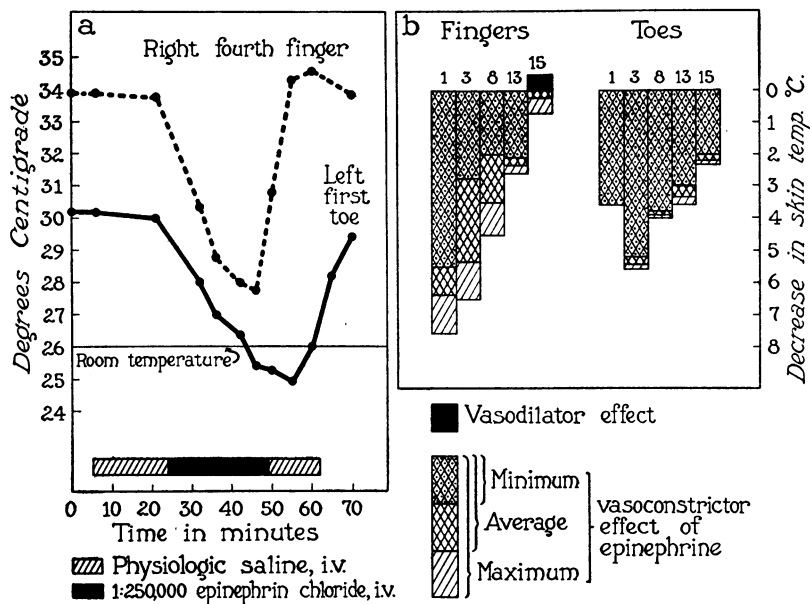 a
Right fourth finger
Degrees Centigrade
35
34
33
32
31
30
29
28
27
26
25
24
Left
first
toe
Room temperature
0 10 20 30 40 50 60 70
Time in minutes
Physiologic saline, i.v.
1:250,000 epinephrin chloride, i.v.
b
Fingers Toes
1 3 8 13 15 1 3 8 13 15
0
1
2
3
4
5
6
7
8
Decrease in skin temp. °C.
Vasodilator effect
Minimum
Average
Maximum
vasoconstrictor
effect of
epinephrine